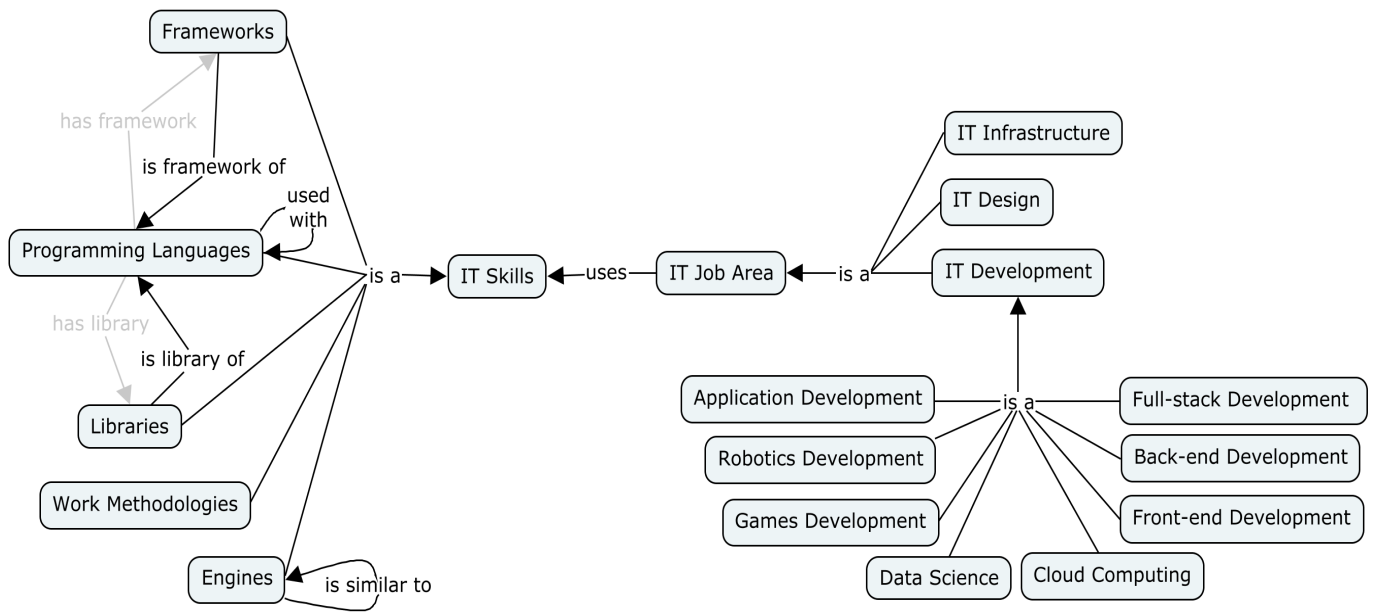 Frameworks
has framework
is framework of
used
with
Programming Languages
has library
is library of
Libraries
Work Methodologies
Engines
is similar to
is a
IT Skills
uses
IT Job Area
is a
IT Infrastructure
IT Design
IT Development
is a
Application Development
Robotics Development
Games Development
Data Science
Cloud Computing
Full-stack Development
Back-end Development
Front-end Development